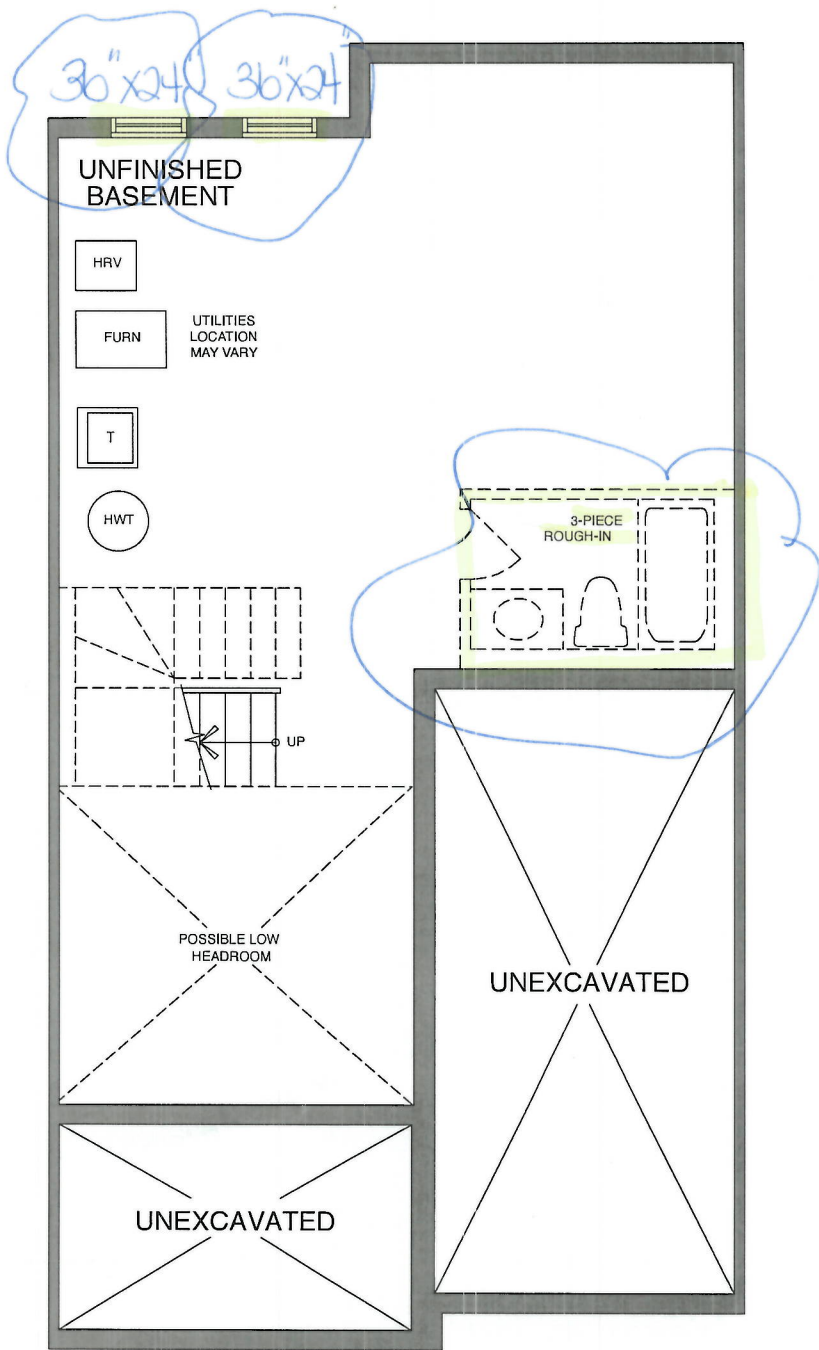 36"x24" 36"x24"
UNFINISHED
BASEMENT
HRV
FURN
UTILITIES
LOCATION
MAY VARY
T
HWT
3-PIECE
ROUGH-IN
UP
POSSIBLE LOW
HEADROOM
UNEXCAVATED
UNEXCAVATED